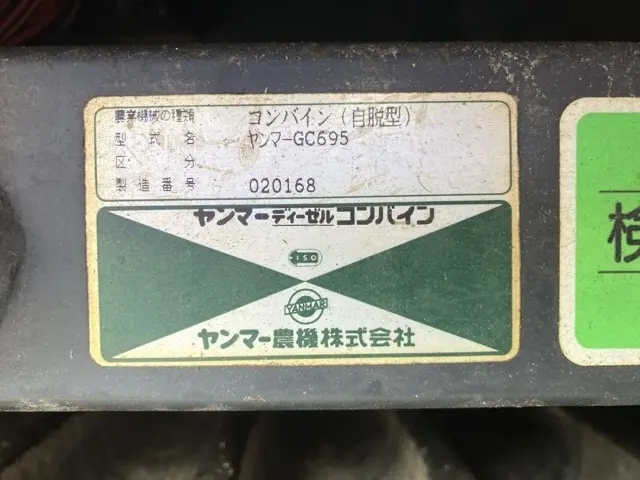 農業機械の種類 コンバイン(自脱型)
型式名 ヤンマーGC695
区分
製造番号 020168
ヤンマーディーゼルコンバイン
ISO
YANMAR
ヤンマー農機株式会社
検